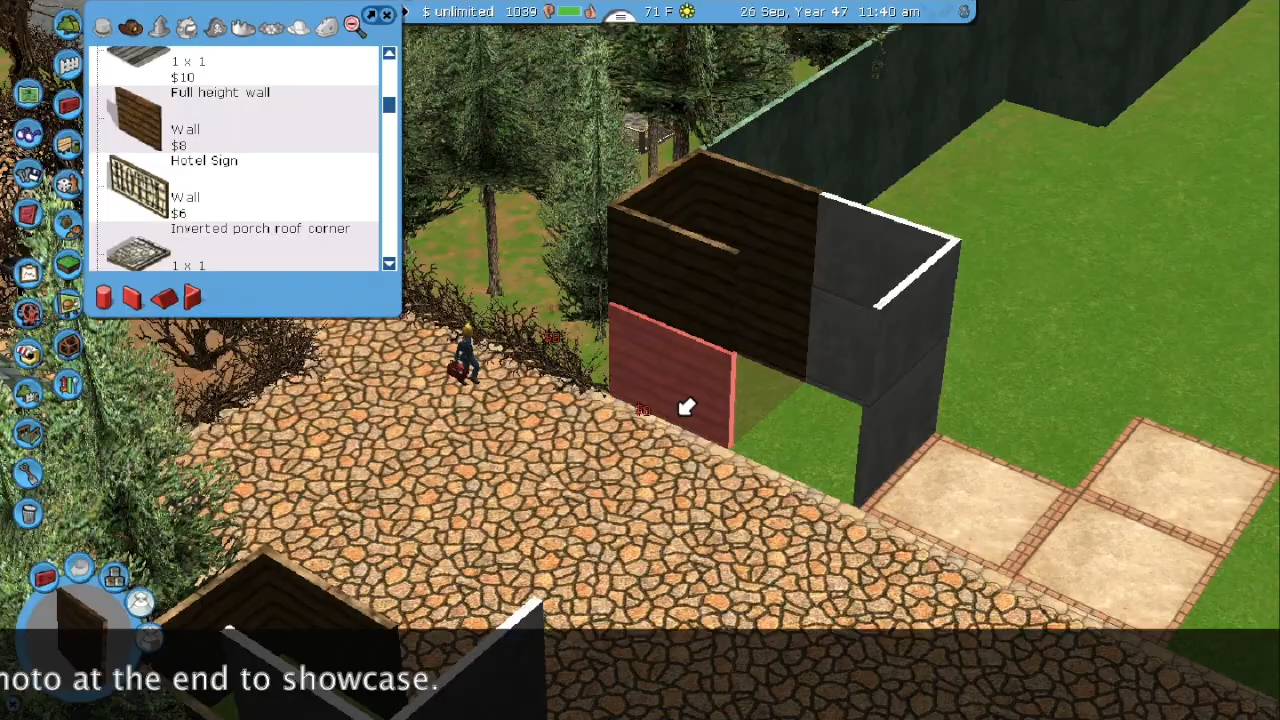 $ unlimited 1039 71 F 26 Sep, Year 47 11:40 am
1 x 1
$10
Full height wall
Wall
$8
Hotel Sign
Wall
$6
Inverted porch roof corner
1 x 1
hoto at the end to showcase.